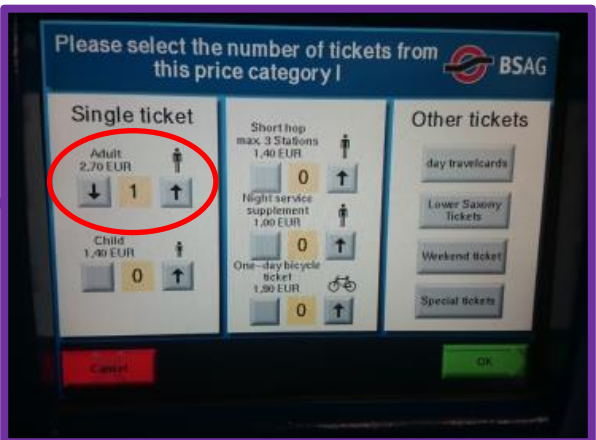 Please select the number of tickets from
this price category I
BSAG
Single ticket
Adult
2,70 EUR
1
Child
1,40 EUR
0
Short hop
max. 3 Stations
1,40 EUR
0
Night service
supplement
1,00 EUR
0
One-day bicycle
ticket
1,90 EUR
0
Other tickets
day travelcards
Lower Saxony
Tickets
Weekend ticket
Special tickets
Cancel
OK